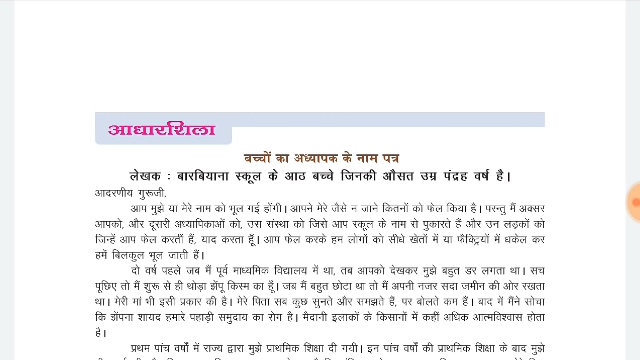 आधारशिला
बच्चों का अध्यापक के नाम पत्र
लेखक : बारबियाना स्कूल के आठ बच्चे जिनकी औसत उम्र पंद्रह वर्ष है।
आदरणीय गुरूजी,
आप मुझे या मेरे नाम को भूल गई होंगी। आपने मेरे जैसे न जाने कितनों को फेल किया है। परन्तु मैं अक्सर
आपको, और दूसरी अध्यापिकाओं को, उस संस्था को जिसे आप स्कूल के नाम से पुकारते हैं और उन लड़कों को
जिन्हें आप फेल करतीं हैं, याद करता हूँ। आप फेल करके हम लोगों को सीधे खेतों में या फैक्ट्रियों में धकेल कर
हमें बिलकुल भूल जाती हैं।
दो वर्ष पहले जब मैं पूर्व माध्यमिक विद्यालय में था, तब आपको देखकर मुझे बहुत डर लगता था। सच
पूछिए तो मैं शुरू से ही थोड़ा झेंपू किस्म का हूँ। जब मैं बहुत छोटा था तो मैं अपनी नजर सदा जमीन की ओर रखता
था। मेरी मां भी इसी प्रकार की है। मेरे पिता सब कुछ सुनते और समझते हैं, पर बोलते कम हैं। बाद में मैंने सोचा
कि झेंपना शायद हमारे पहाड़ी समुदाय का रोग है। मैदानी इलाकों के किसानों में कहीं अधिक आत्मविश्वास होता
है।
प्रथम पांच वर्षों में राज्य द्वारा मुझे प्राथमिक शिक्षा दी गयी। इन पांच वर्षों की प्राथमिक शिक्षा के बाद मुझे